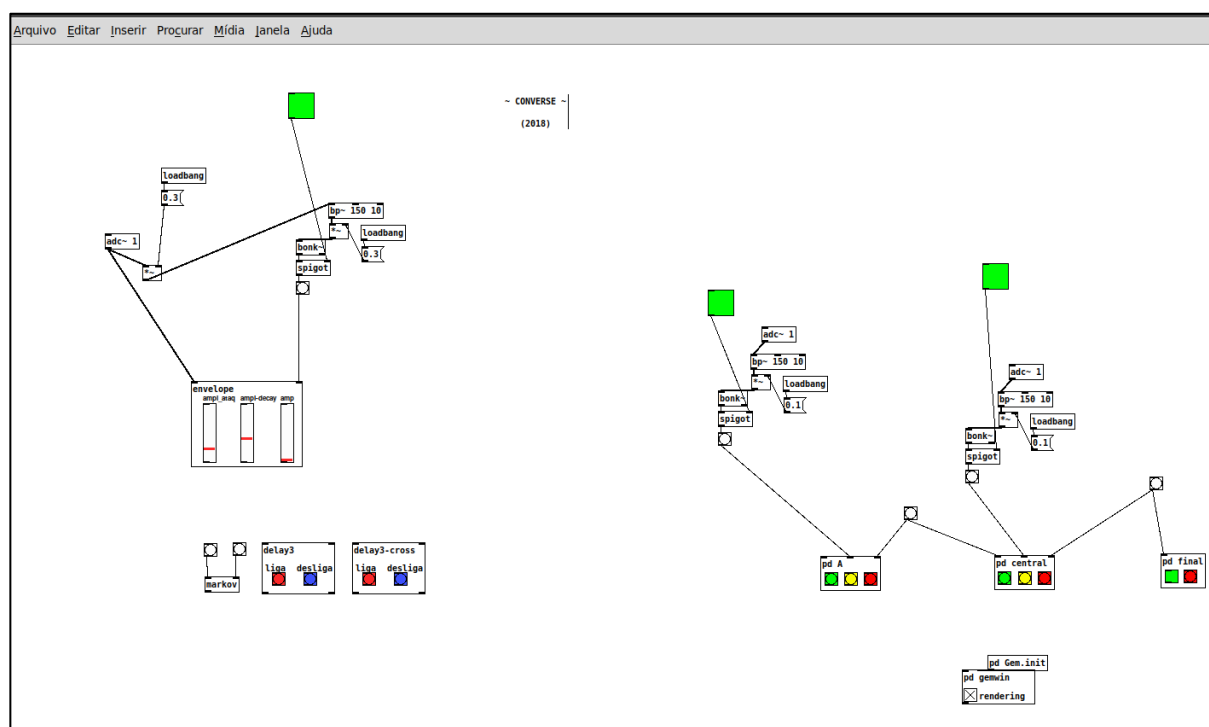 Arquivo Editar Inserir Procurar Mídia Janela Ajuda
~ CONVERSE ~
(2018)
loadbang
0.3
adc~ 1
*~
bp~ 150 10
*~
loadbang
0.3
bonk~
spigot
envelope
ampl_ataq ampl-decay amp
markov
delay3
liga desliga
delay3-cross
liga desliga
adc~ 1
bp~ 150 10
*~
loadbang
0.1
bonk~
spigot
adc~ 1
bp~ 150 10
*~
loadbang
0.1
bonk~
spigot
pd A
pd central
pd final
pd Gem.init
pd gemwin
rendering